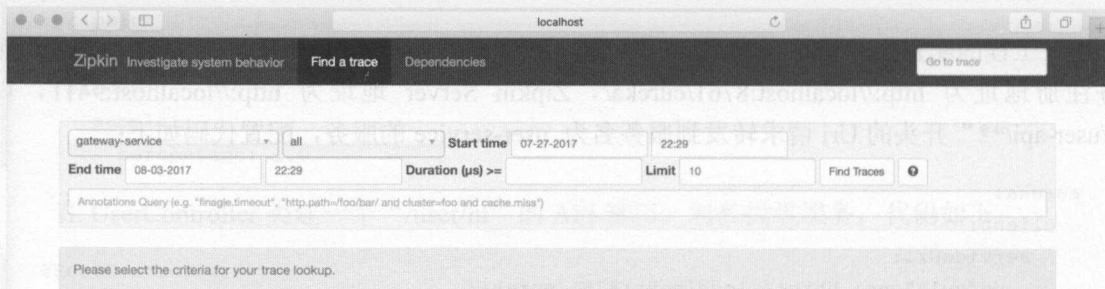 localhost
Zipkin Investigate system behavior Find a trace Dependencies Go to trace
gateway-service all Start time 07-27-2017 22:29
End time 08-03-2017 22:29 Duration (μs) >= Limit 10 Find Traces
Annotations Query (e.g. "finagle.timeout", "http.path=/foo/bar/ and cluster=foo and cache.miss")
Please select the criteria for your trace lookup.